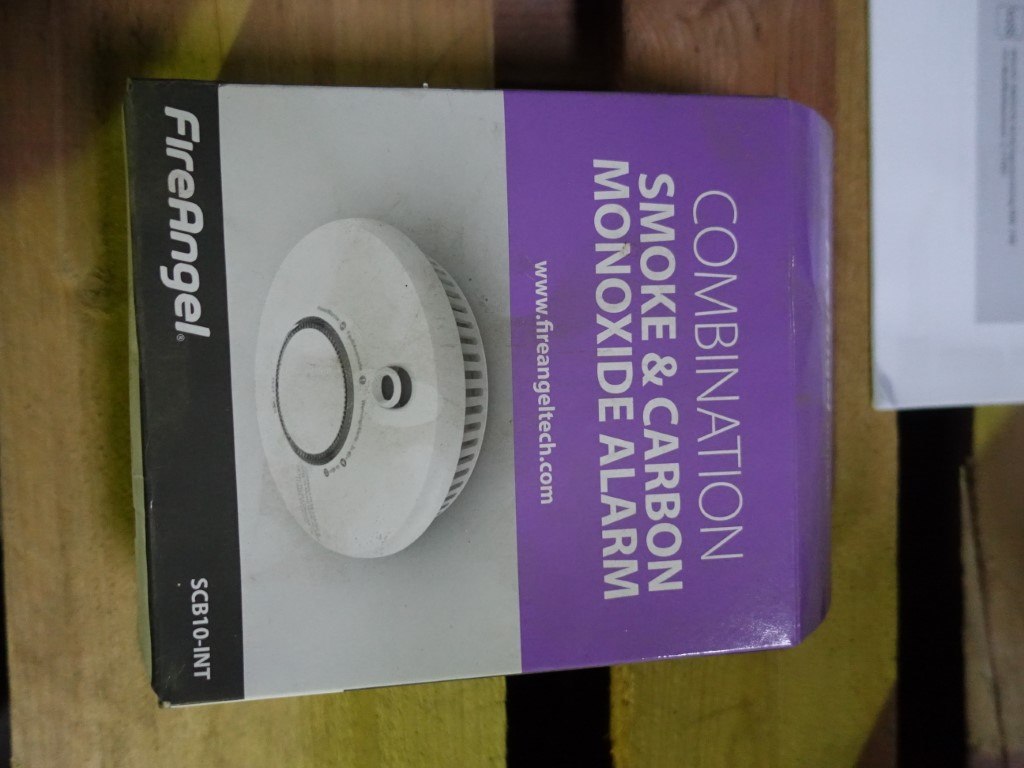 COMBINATION
SMOKE & CARBON
MONOXIDE ALARM
www.fireangeltech.com
FireAngel®
SCB10-INT